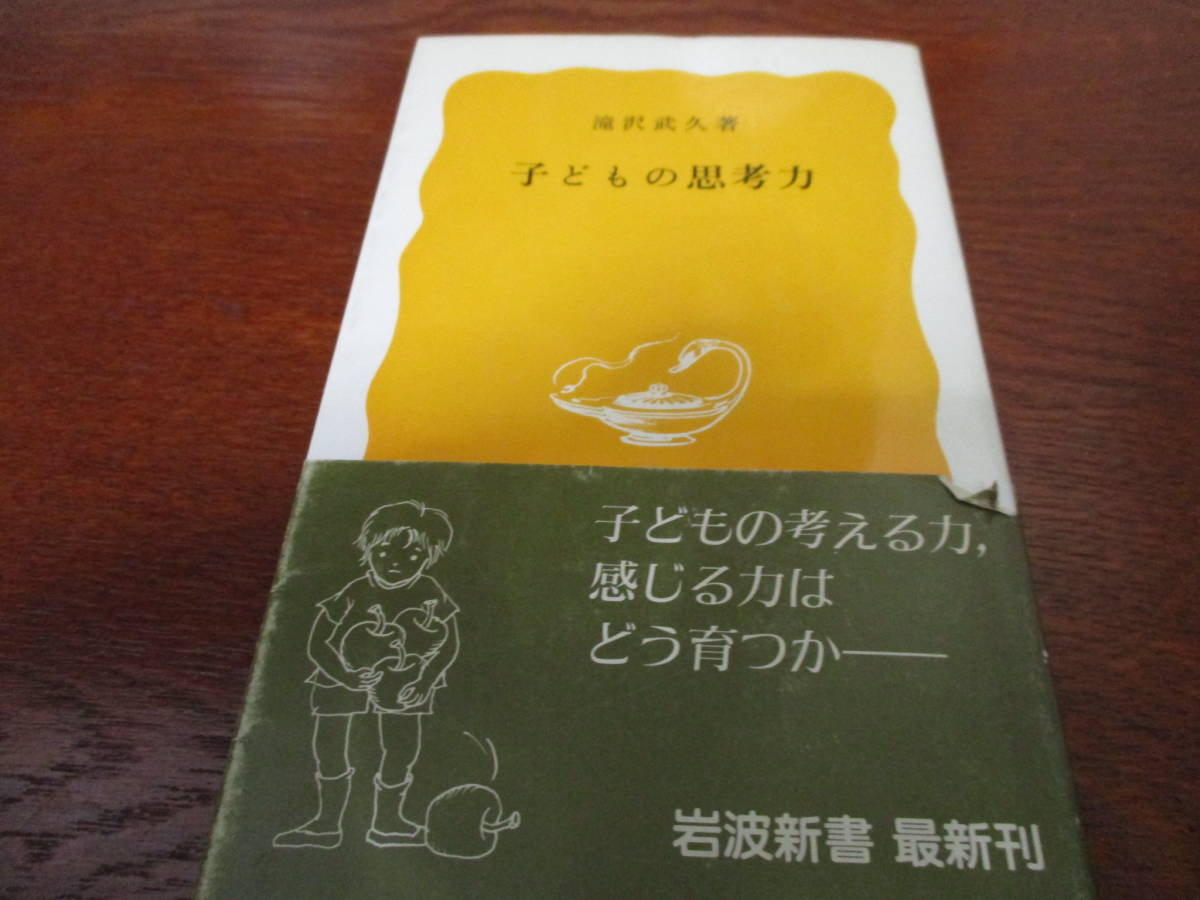 滝沢武久著
子どもの思考力
子どもの考える力,
感じる力は
どう育つか──
岩波新書 最新刊